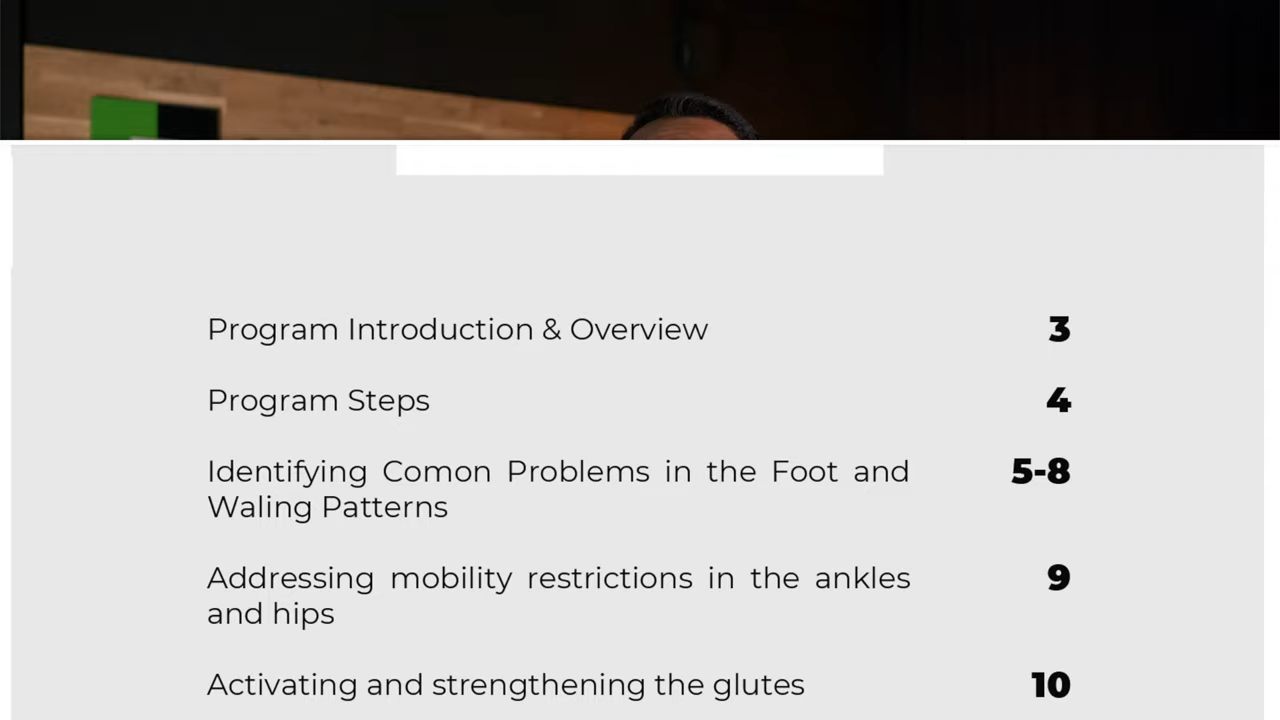 Program Introduction & Overview 3
Program Steps 4
Identifying Comon Problems in the Foot and 5-8
Waling Patterns
Addressing mobility restrictions in the ankles 9
and hips
Activating and strengthening the glutes 10